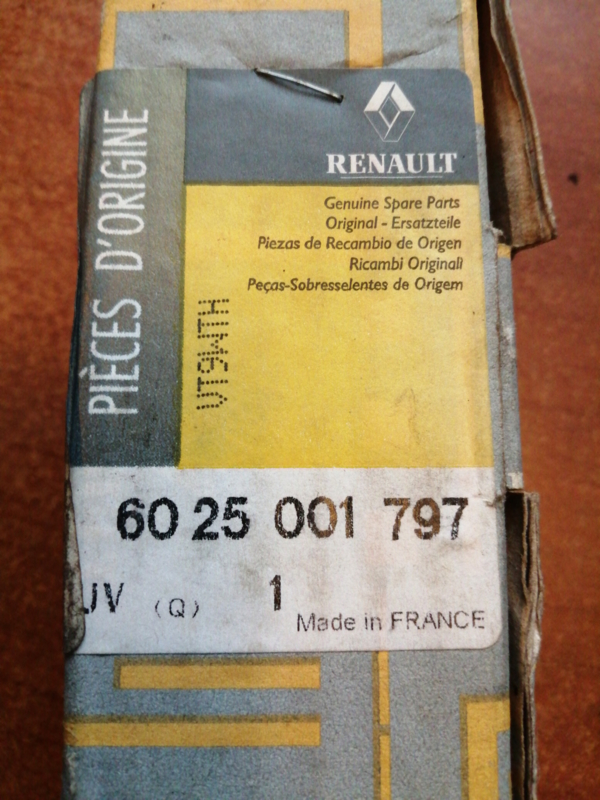 PIÈCES D'ORIGINE
RENAULT
Genuine Spare Parts
Original - Ersatzteile
Piezas de Recambio de Origen
Ricambi Originali
Peças-Sobresselentes de Origem
VT9WTH
60 25 001 797
UV (Q) 1
Made in FRANCE